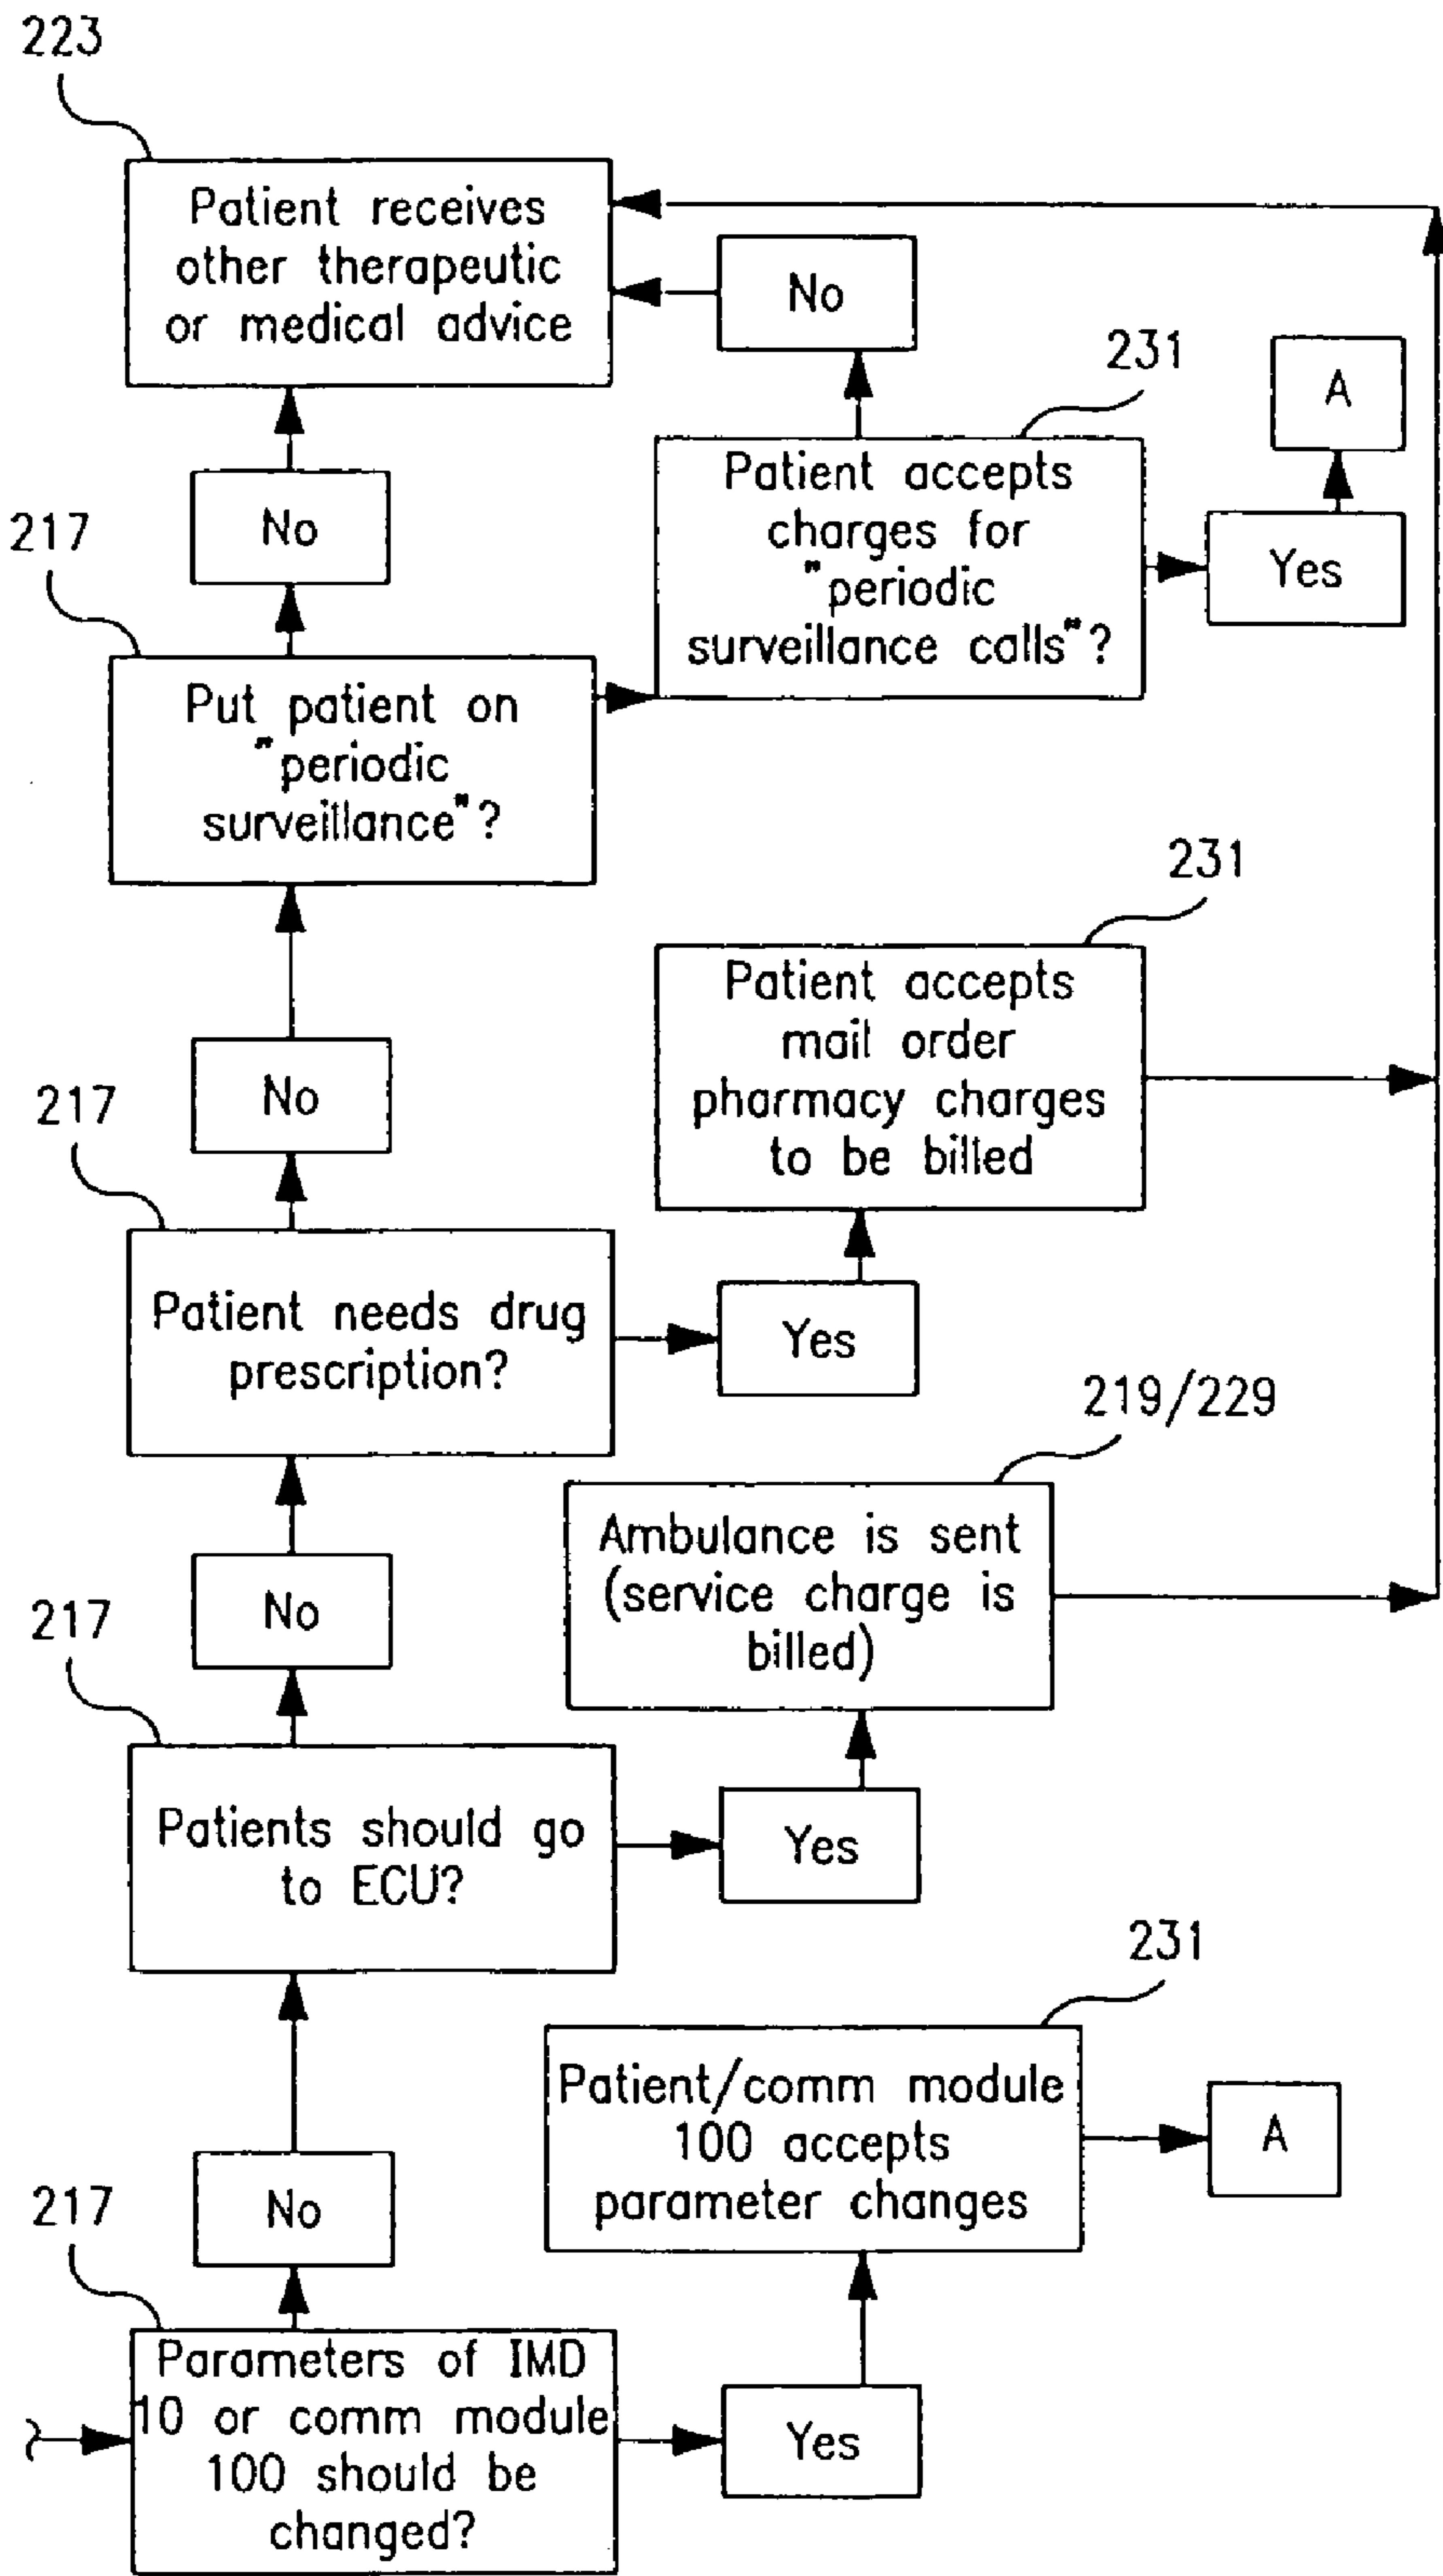 223
Patient receives
other therapeutic
or medical advice
No
231
A
Patient accepts
charges for
"periodic
surveillance calls"?
Yes
No
217
Put patient on
"periodic
surveillance"?
231
Patient accepts
mail order
pharmacy charges
to be billed
No
217
Patient needs drug
prescription?
Yes
219/229
Ambulance is sent
(service charge is
billed)
No
217
Patients should go
to ECU?
Yes
231
Patient/comm module
100 accepts
parameter changes
A
No
217
Parameters of IMD
10 or comm module
100 should be
changed?
Yes